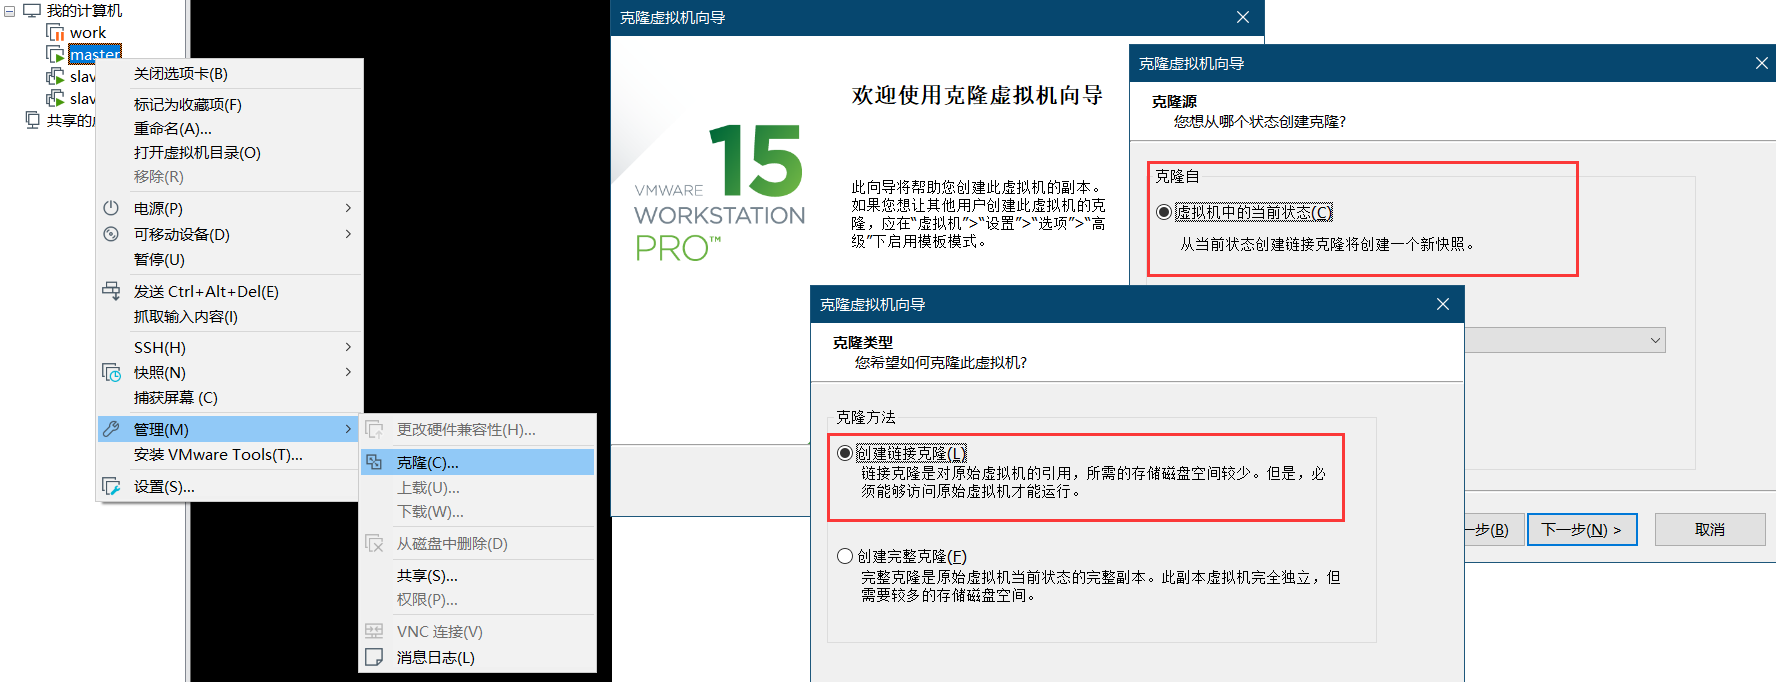 我的计算机
work
master
slav
slav
共享的
关闭选项卡(B)
标记为收藏项(F)
重命名(A)...
打开虚拟机目录(O)
移除(R)
电源(P)
可移动设备(D)
暂停(U)
发送 Ctrl+Alt+Del(E)
抓取输入内容(I)
SSH(H)
快照(N)
捕获屏幕 (C)
管理(M)
安装 VMware Tools(T)...
设置(S)...
更改硬件兼容性(H)...
克隆(C)...
上载(U)...
下载(W)...
从磁盘中删除(D)
共享(S)...
权限(P)...
VNC 连接(V)
消息日志(L)
克隆虚拟机向导
VMWARE 15
WORKSTATION
PRO™
欢迎使用克隆虚拟机向导
此向导将帮助您创建此虚拟机的副本。
如果您想让其他用户创建此虚拟机的克
隆，应在“虚拟机”>“设置”>“选项”>“高
级”下启用模板模式。
克隆虚拟机向导
克隆源
您想从哪个状态创建克隆?
克隆自
虚拟机中的当前状态(C)
从当前状态创建链接克隆将创建一个新快照。
一步(B)
下一步(N) >
取消
克隆虚拟机向导
克隆类型
您希望如何克隆此虚拟机?
克隆方法
创建链接克隆(L)
链接克隆是对原始虚拟机的引用，所需的存储磁盘空间较少。但是，必
须能够访问原始虚拟机才能运行。
创建完整克隆(F)
完整克隆是原始虚拟机当前状态的完整副本。此副本虚拟机完全独立，但
需要较多的存储磁盘空间。